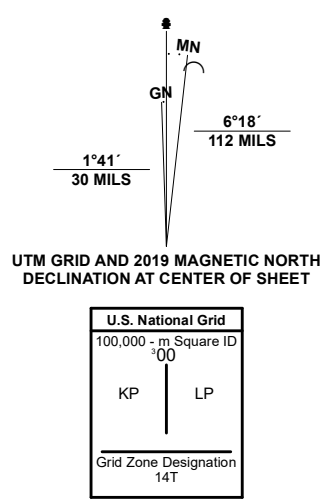 MN
GN
6°18´
112 MILS
1°41´
30 MILS
UTM GRID AND 2019 MAGNETIC NORTH
DECLINATION AT CENTER OF SHEET
U.S. National Grid
100,000 - m Square ID
³00
KP LP
Grid Zone Designation
14T